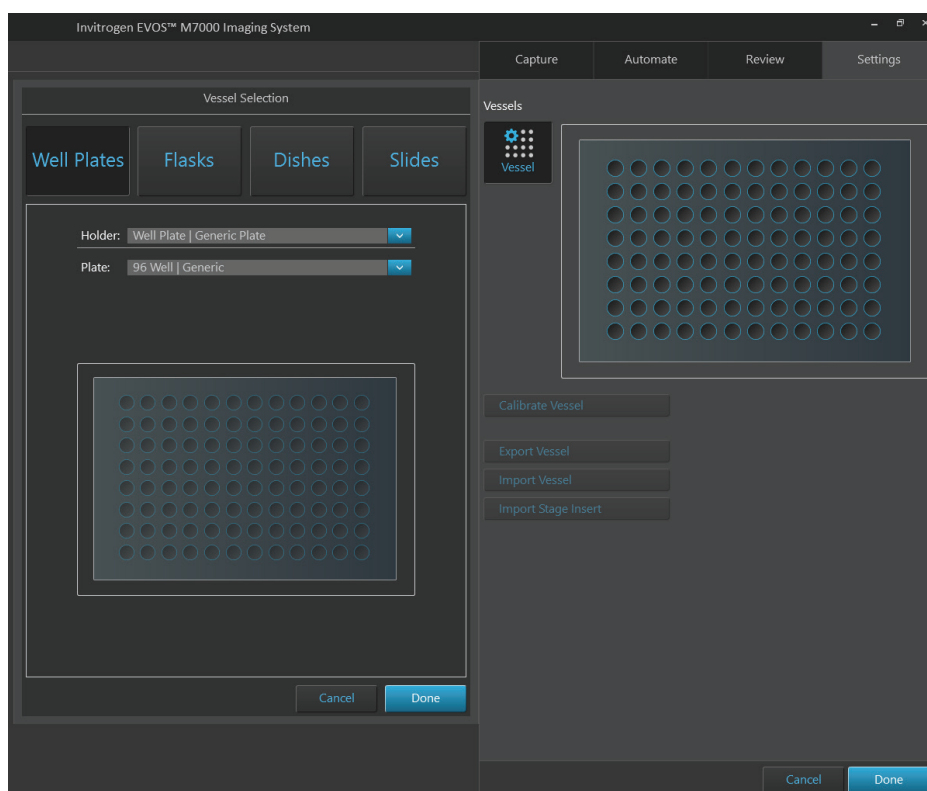 Invitrogen EVOS™ M7000 Imaging System
Capture
Automate
Review
Settings
Vessel Selection
Well Plates
Flasks
Dishes
Slides
Holder: Well Plate | Generic Plate
Plate: 96 Well | Generic
Cancel
Done
Vessels
Vessel
Calibrate Vessel
Export Vessel
Import Vessel
Import Stage Insert
Cancel
Done